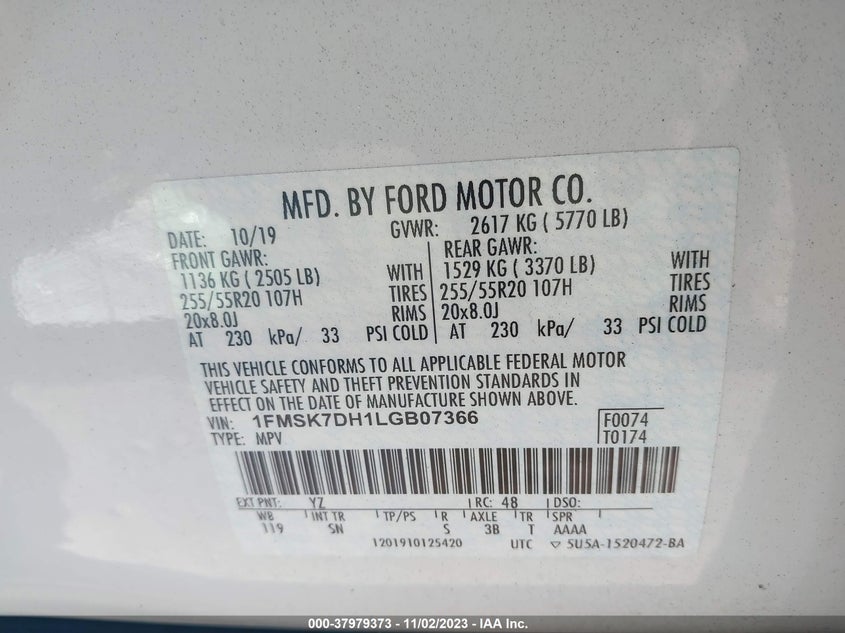 MFD. BY FORD MOTOR CO.
DATE: 10/19 GVWR: 2617 KG ( 5770 LB)
FRONT GAWR: REAR GAWR:
1136 KG ( 2505 LB) WITH 1529 KG ( 3370 LB) WITH
255/55R20 107H TIRES 255/55R20 107H TIRES
20x8.0J RIMS 20x8.0J RIMS
AT 230 kPa/ 33 PSI COLD AT 230 kPa/ 33 PSI COLD
THIS VEHICLE CONFORMS TO ALL APPLICABLE FEDERAL MOTOR
VEHICLE SAFETY AND THEFT PREVENTION STANDARDS IN
EFFECT ON THE DATE OF MANUFACTURE SHOWN ABOVE.
VIN: 1FMSK7DH1LGB07366 F0074
TYPE: MPV T0174
EXT PNT: YZ RC: 48 DSO:
WB INT TR TP/PS R AXLE TR SPR
119 SN S 3B T AAAA
1201910125420 UTC ▽ 5U5A-1520472-BA
000-37979373 - 11/02/2023 - IAA Inc.